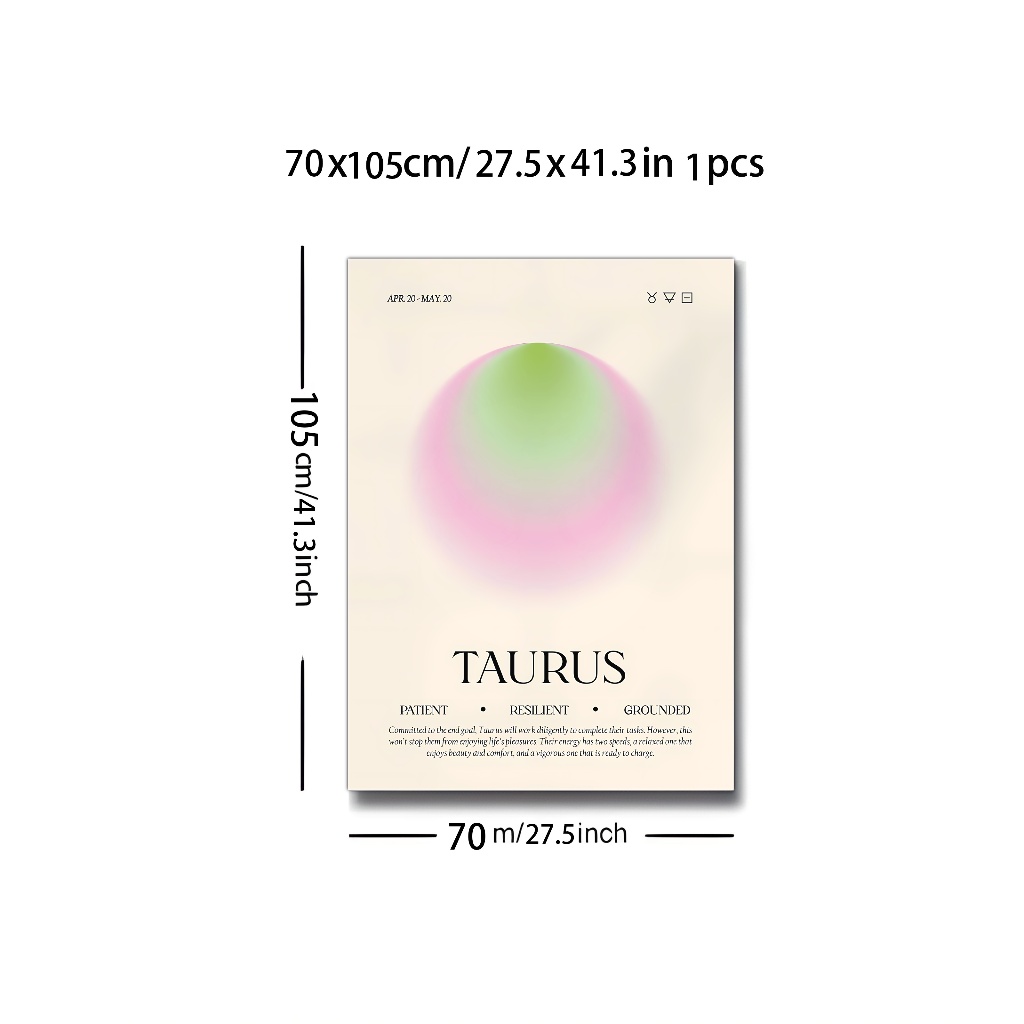 70x105cm/27.5x41.3in 1pcs
APR. 20 - MAY. 20
105cm/41.3inch
TAURUS
PATIENT • RESILIENT • GROUNDED
Committed to the end goal, Taurus will work diligently to complete their tasks. However, this
won't stop them from enjoying life's pleasures. Their energy has two speeds, a relaxed one that
enjoys beauty and comfort, and a vigorous one that is ready to charge.
70 m/27.5inch